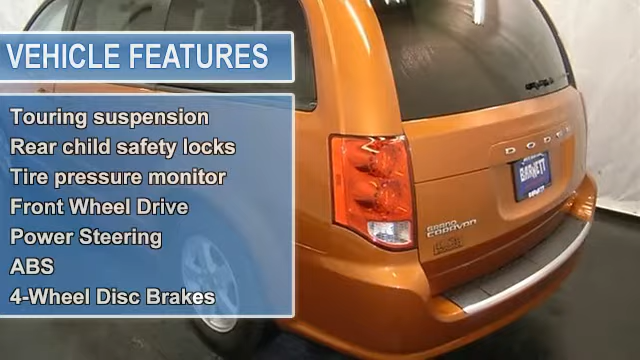 VEHICLE FEATURES
Touring suspension
Rear child safety locks
Tire pressure monitor
Front Wheel Drive
Power Steering
ABS
4-Wheel Disc Brakes
DODGE
BARNETT
GRAND
CARAVAN